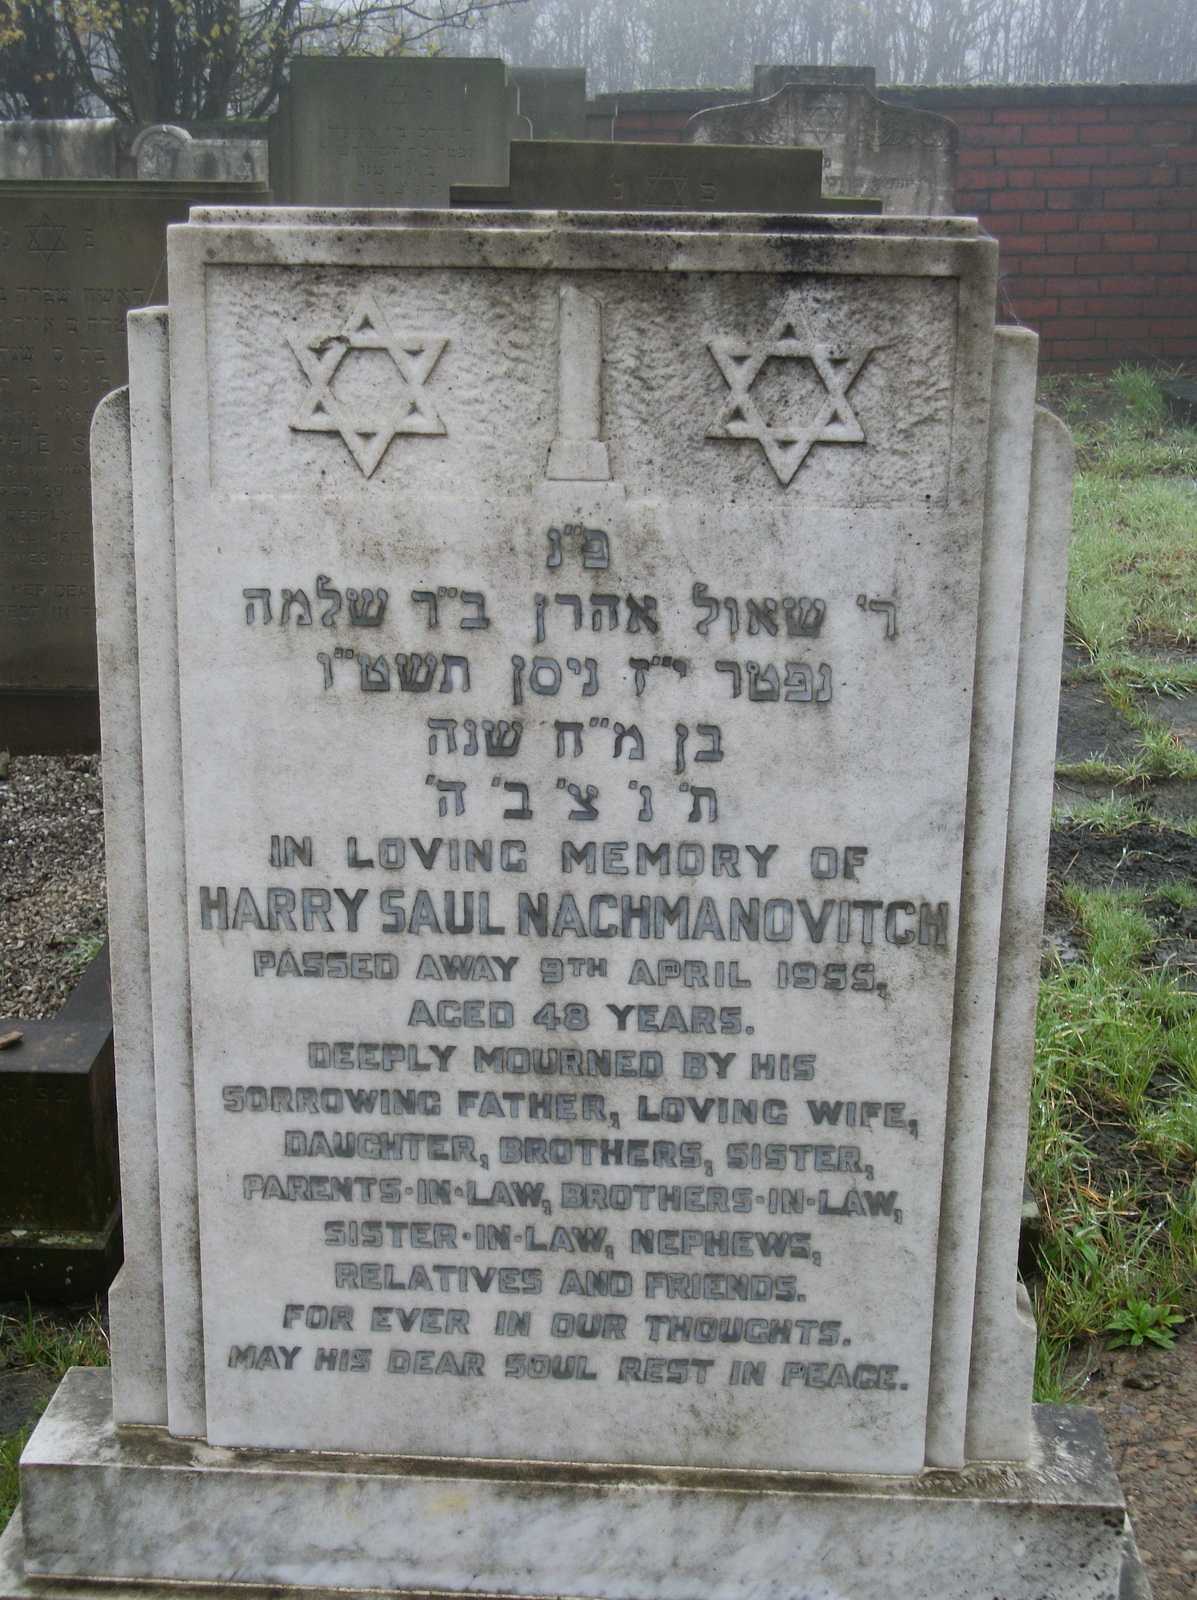 פ"נ
ר' שאול אהרן ב"ר שלמה
נפטר י"ז ניסן תשט"ו
בן מ"ח שנה
ת' נ' צ' ב' ה'
IN LOVING MEMORY OF
HARRY SAUL NACHMANOVITCH
PASSED AWAY 9TH APRIL 1955,
AGED 48 YEARS.
DEEPLY MOURNED BY HIS
SORROWING FATHER, LOVING WIFE,
DAUGHTER, BROTHERS, SISTER,
PARENTS-IN-LAW, BROTHERS-IN-LAW,
SISTER-IN-LAW, NEPHEWS,
RELATIVES AND FRIENDS.
FOR EVER IN OUR THOUGHTS.
MAY HIS DEAR SOUL REST IN PEACE.